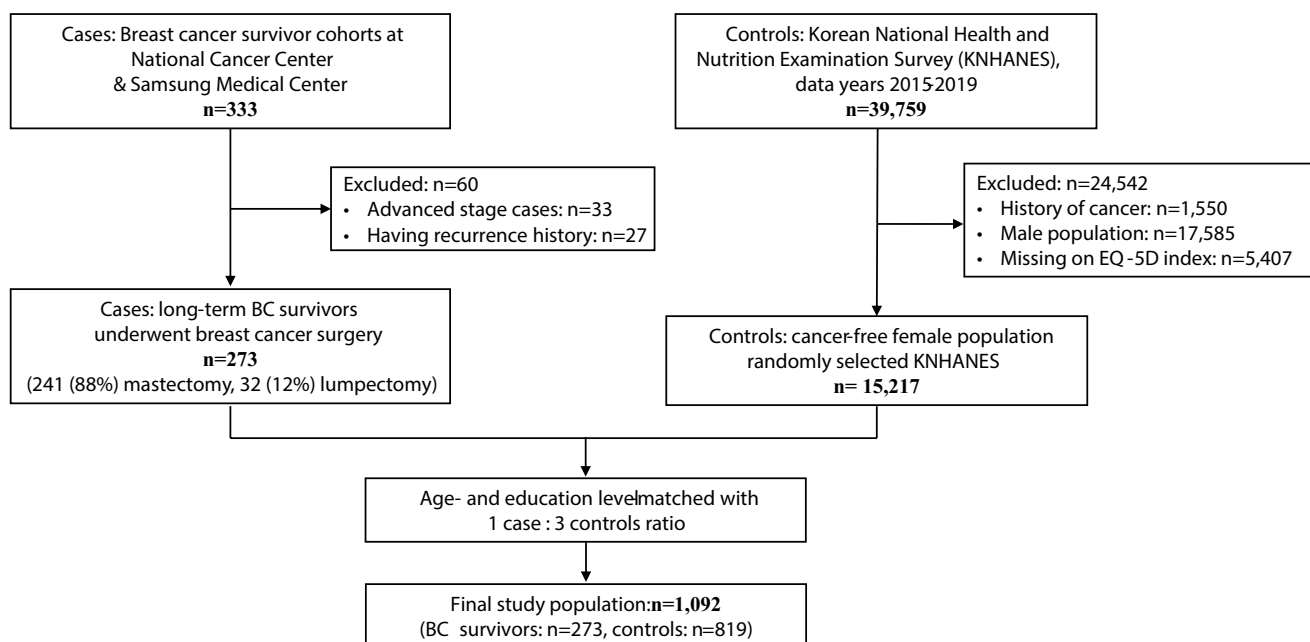 Cases: Breast cancer survivor cohorts at
National Cancer Center
& Samsung Medical Center
n=333
Controls: Korean National Health and
Nutrition Examination Survey (KNHANES),
data years 2015-2019
n=39,759
Excluded: n=60
• Advanced stage cases: n=33
• Having recurrence history: n=27
Excluded: n=24,542
• History of cancer: n=1,550
• Male population: n=17,585
• Missing on EQ-5D index: n=5,407
Cases: long-term BC survivors
underwent breast cancer surgery
n=273
(241 (88%) mastectomy, 32 (12%) lumpectomy)
Controls: cancer-free female population
randomly selected KNHANES
n= 15,217
Age- and education level-matched with
1 case : 3 controls ratio
Final study population:n=1,092
(BC survivors: n=273, controls: n=819)